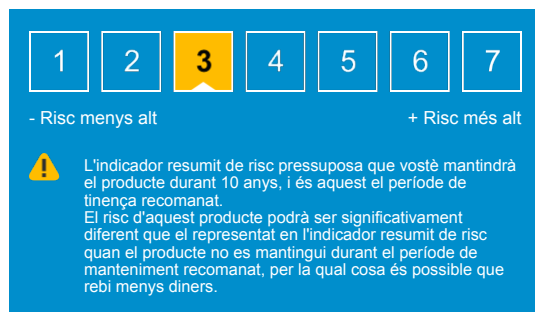 1 2 3 4 5 6 7
- Risc menys alt + Risc més alt
L'indicador resumit de risc pressuposa que vostè mantindrà
el producte durant 10 anys, i és aquest el període de
tinença recomanat.
El risc d'aquest producte podrà ser significativament
diferent que el representat en l'indicador resumit de risc
quan el producte no es mantingui durant el període de
manteniment recomanat, per la qual cosa és possible que
rebi menys diners.